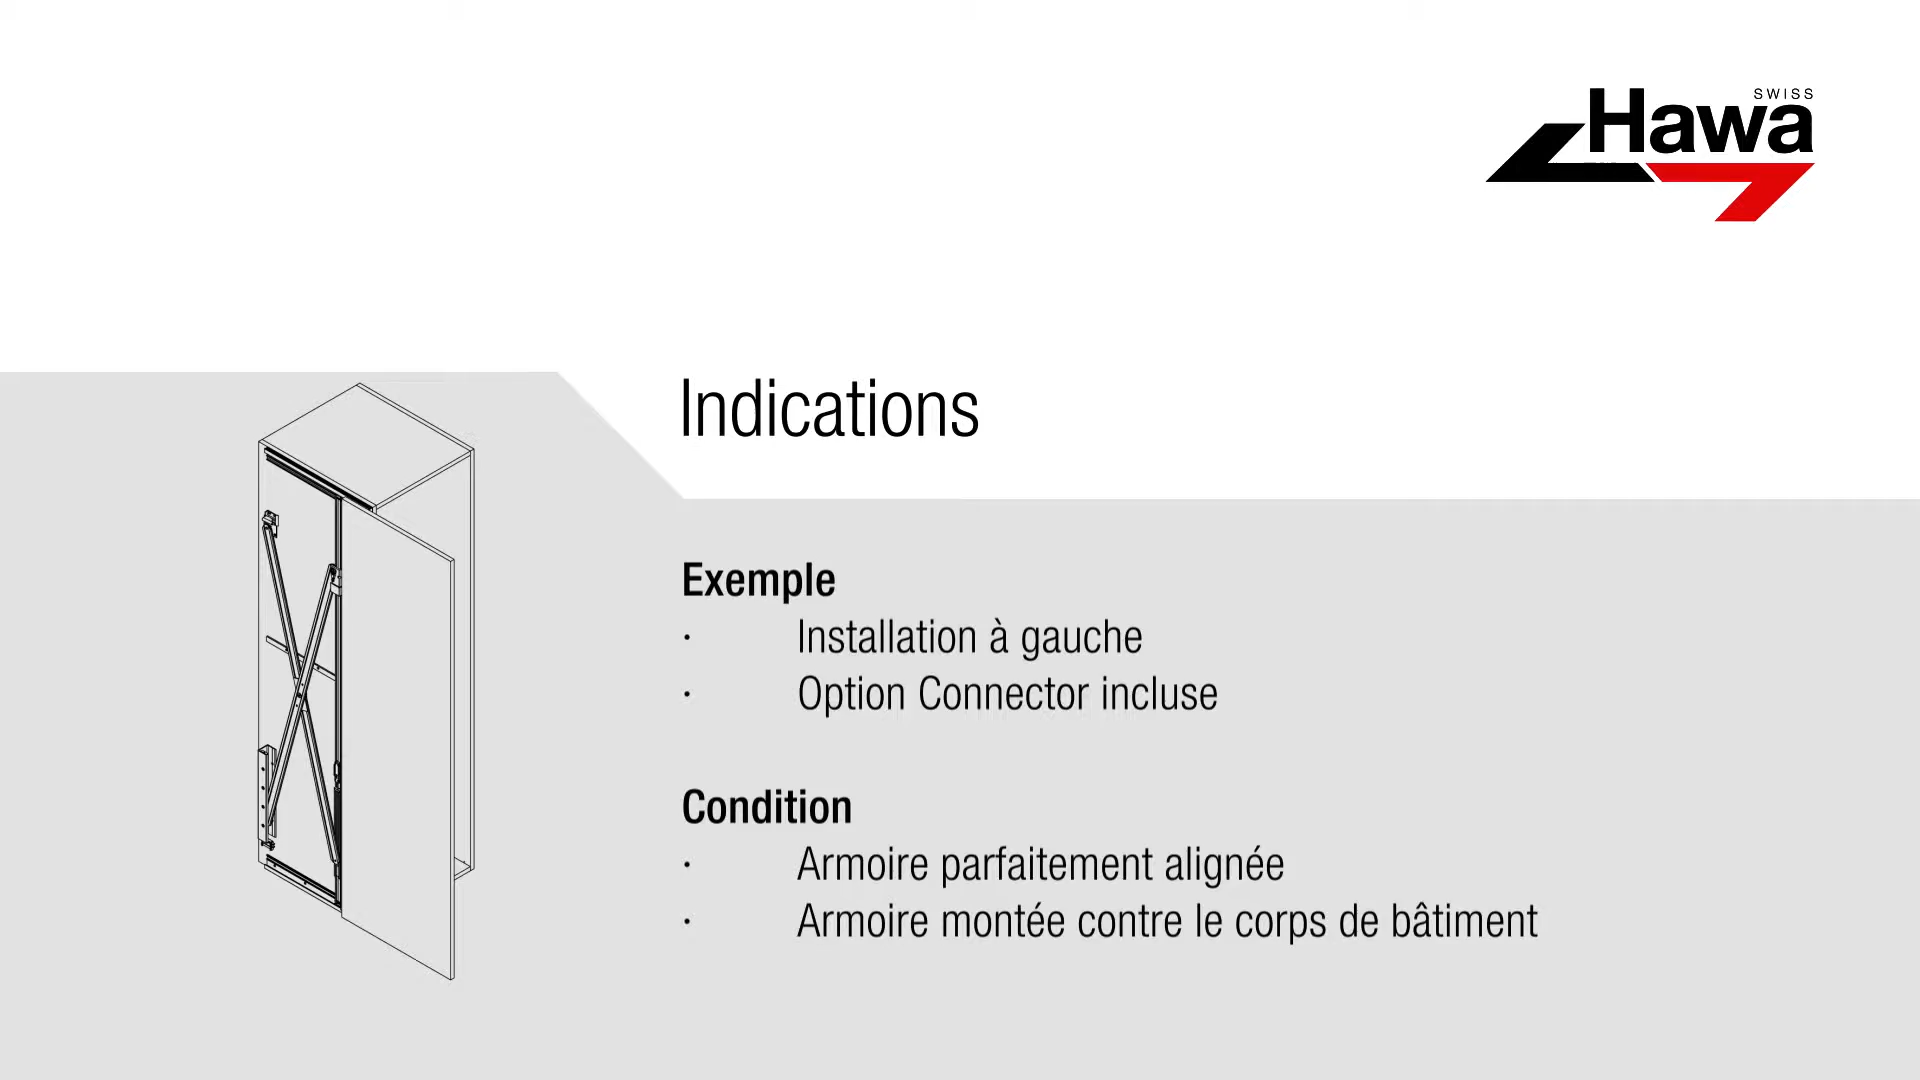 SWISS
Hawa
Indications
Exemple
· Installation à gauche
· Option Connector incluse
Condition
· Armoire parfaitement alignée
· Armoire montée contre le corps de bâtiment